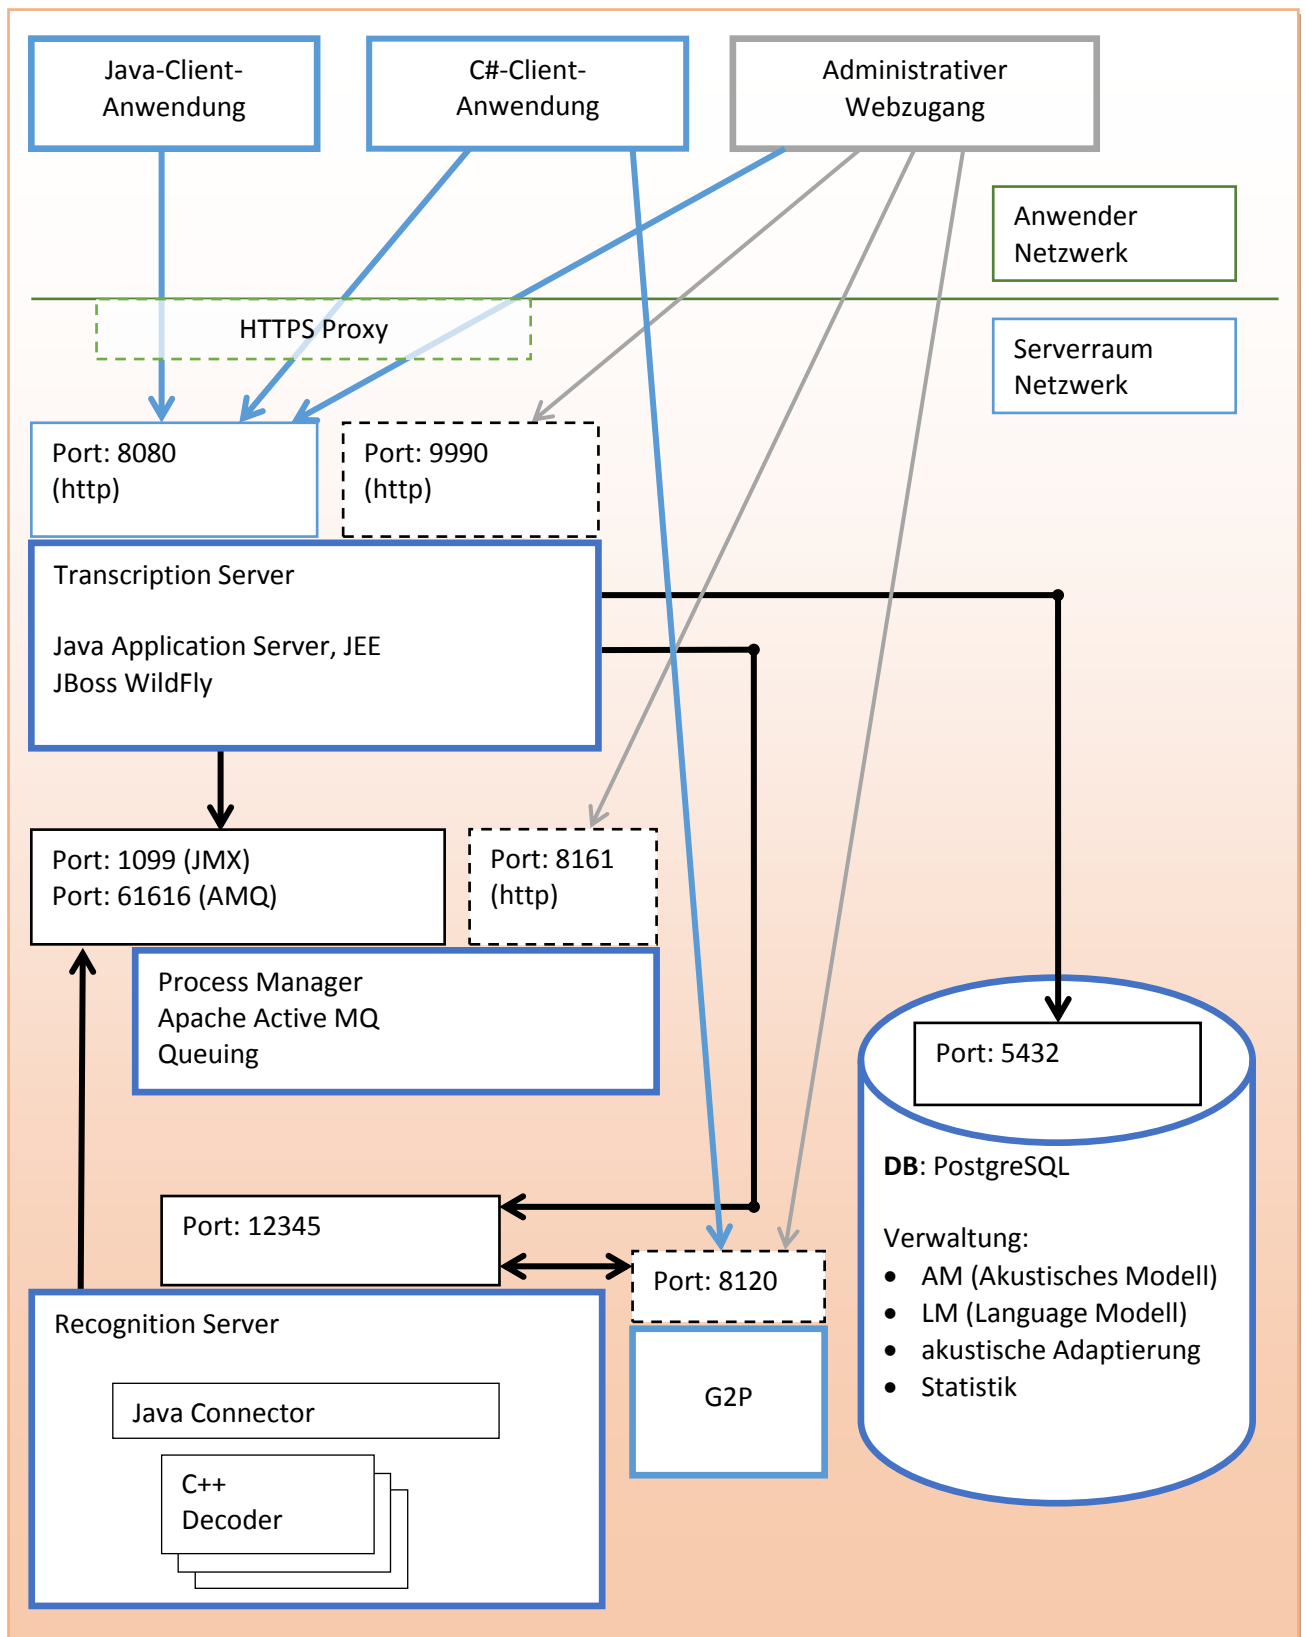 Java-Client-
Anwendung
C#-Client-
Anwendung
Administrativer
Webzugang
Anwender
Netzwerk
HTTPS Proxy
Serverraum
Netzwerk
Port: 8080
(http)
Port: 9990
(http)
Transcription Server
Java Application Server, JEE
JBoss WildFly
Port: 1099 (JMX)
Port: 61616 (AMQ)
Port: 8161
(http)
Process Manager
Apache Active MQ
Queuing
Port: 5432
DB: PostgreSQL
Verwaltung:
• AM (Akustisches Modell)
• LM (Language Modell)
• akustische Adaptierung
• Statistik
Port: 12345
Port: 8120
Recognition Server
Java Connector
C++
Decoder
G2P